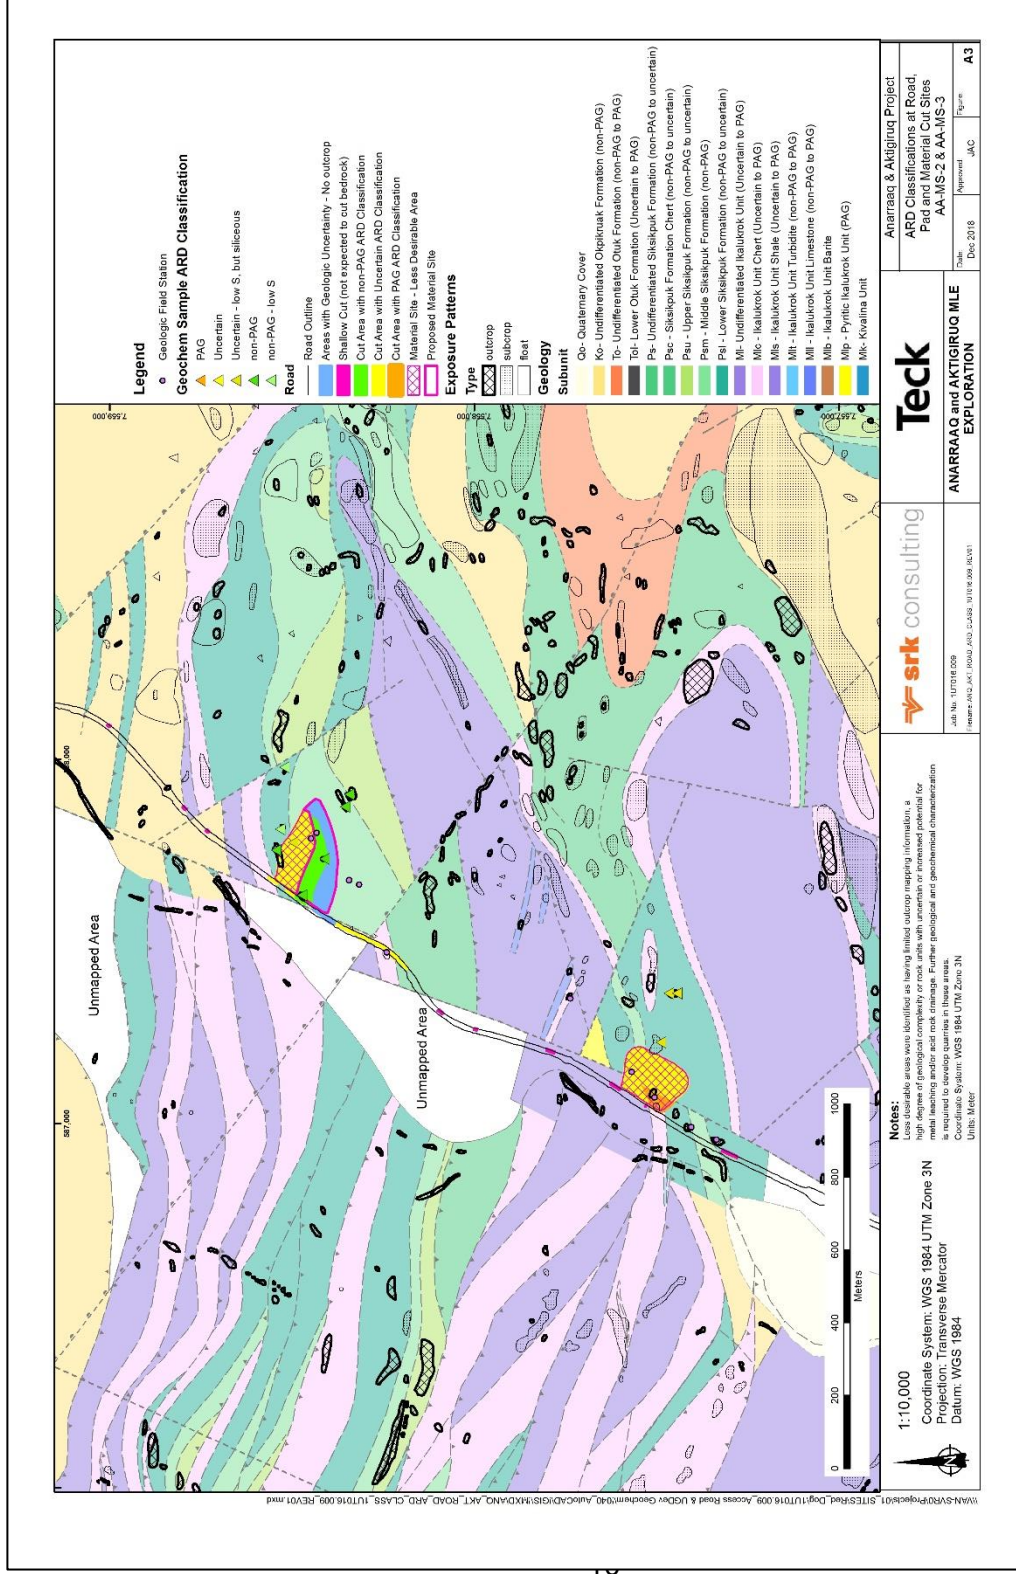 Legend
Geologic Field Station
Geochem Sample ARD Classification
PAG
Uncertain
Uncertain - low S, but siliceous
non-PAG
non-PAG - low S
Road
Road Outline
Areas with Geologic Uncertainty - No outcrop
Shallow Cut (not expected to cut bedrock)
Cut Area with non-PAG ARD Classification
Cut Area with Uncertain ARD Classification
Cut Area with PAG ARD Classification
Material Site - Less Desirable Area
Proposed Material Site
Exposure Patterns
Type
outcrop
subcrop
float
Geology
Subunit
Qc- Quaternary Cover
Ko- Undifferentiated Okpikruak Formation (non-PAG)
To- Undifferentiated Otuk Formation (non-PAG to PAG)
Tol- Lower Otuk Formation (Uncertain to PAG)
Ps- Undifferentiated Siksikpuk Formation (non-PAG to uncertain)
Psc - Siksikpuk Formation Chert (non-PAG to uncertain)
Psu - Upper Siksikpuk Formation (non-PAG to uncertain)
Psm - Middle Siksikpuk Formation (non-PAG)
Psl - Lower Siksikpuk Formation (non-PAG to uncertain)
MI- Undifferentiated Ikalukrok Unit (Uncertain to PAG)
Mlc - Ikalukrok Unit Chert (Uncertain to PAG)
Mls - Ikalukrok Unit Shale (Uncertain to PAG)
Mlt - Ikalukrok Unit Turbidite (non-PAG to PAG)
Mll - Ikalukrok Unit Limestone (non-PAG to PAG)
Mlb - Ikalukrok Unit Barite
Mlp - Pyritic Ikalukrok Unit (PAG)
Mk- Kivalina Unit
Unmapped Area
Unmapped Area
587,000
7,559,000
7,558,000
7,557,000
0 200 400 600 800 1000
Meters
1:10,000
Coordinate System: WGS 1984 UTM Zone 3N
Projection: Transverse Mercator
Datum: WGS 1984
N
Notes:
Less desirable areas were identified as having limited outcrop mapping information, a
high degree of geological complexity or rock units with uncertain or increased potential for
metal leaching and/or acid rock drainage. Further geological and geochemical characterization
is required to develop quarries in these areas.
Coordinate System: WGS 1984 UTM Zone 3N
Units: Meter
srk consulting
Job No: 1UT016.009
Filename: ANQ_AKT_ROAD_ARD_CLASS_1UT016.009_REV01
Teck
ANARRAAQ and AKTIGIRUQ MLE
EXPLORATION
Anarraaq & Aktigiruq Project
ARD Classifications at Road,
Pad and Material Cut Sites
AA-MS-2 & AA-MS-3
Date: Dec 2018
Approved: JAC
Figure: A3